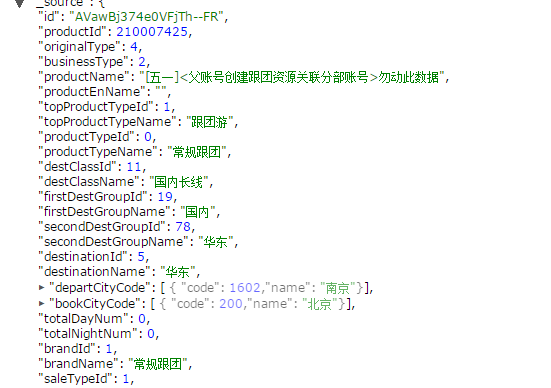 ▼ _source : {
"id": "AVawBj374e0VFjTh--FR",
"productId": 210007425,
"originalType": 4,
"businessType": 2,
"productName": "[五一]<父账号创建跟团资源关联分部账号>勿动此数据",
"productEnName": "",
"topProductTypeId": 1,
"topProductTypeName": "跟团游",
"productTypeId": 0,
"productTypeName": "常规跟团",
"destClassId": 11,
"destClassName": "国内长线",
"firstDestGroupId": 19,
"firstDestGroupName": "国内",
"secondDestGroupId": 78,
"secondDestGroupName": "华东",
"destinationId": 5,
"destinationName": "华东",
▸ "departCityCode": [ { "code": 1602,"name": "南京"}],
▸ "bookCityCode": [ { "code": 200,"name": "北京"}],
"totalDayNum": 0,
"totalNightNum": 0,
"brandId": 1,
"brandName": "常规跟团",
"saleTypeId": 1,